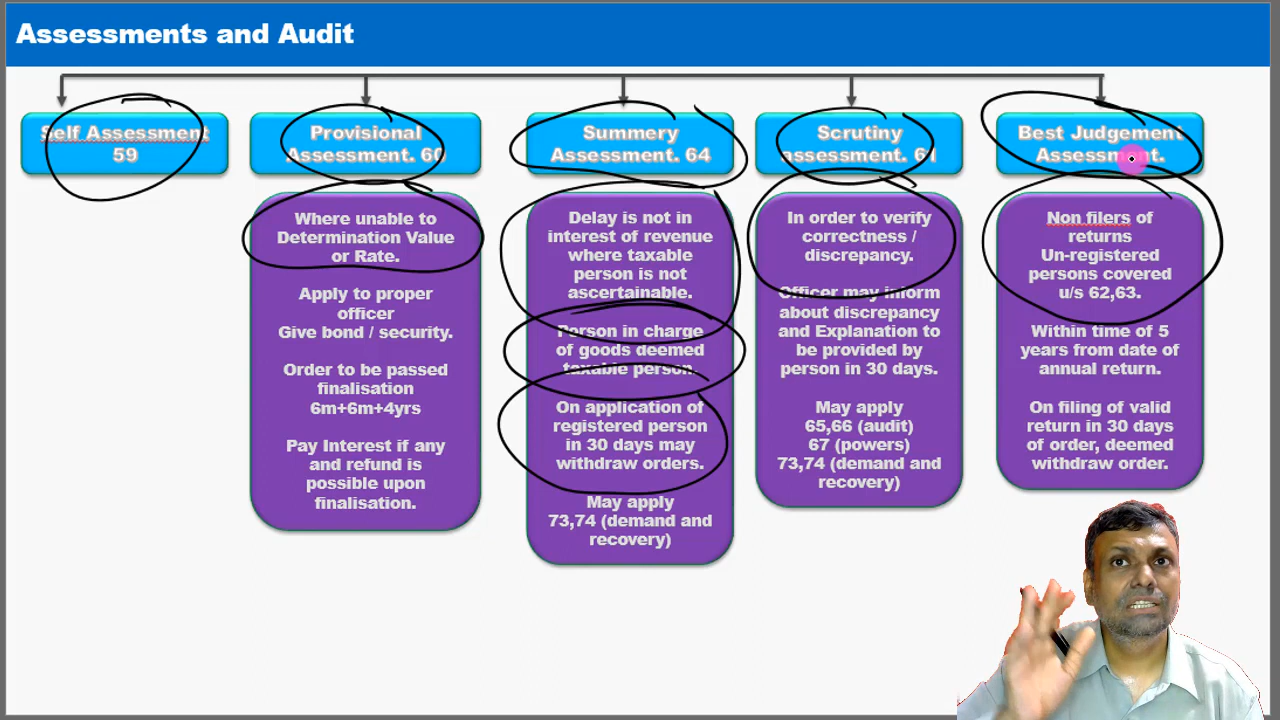 Assessments and Audit
Self Assessment
59
Provisional
Assessment. 60
Where unable to
Determination Value
or Rate.
Apply to proper
officer
Give bond / security.
Order to be passed
finalisation
6m+6m+4yrs
Pay Interest if any
and refund is
possible upon
finalisation.
Summery
Assessment. 64
Delay is not in
interest of revenue
where taxable
person is not
ascertainable.
Person in charge
of goods deemed
taxable person.
On application of
registered person
in 30 days may
withdraw orders.
May apply
73,74 (demand and
recovery)
Scrutiny
assessment. 61
In order to verify
correctness /
discrepancy.
Officer may inform
about discrepancy
and Explanation to
be provided by
person in 30 days.
May apply
65,66 (audit)
67 (powers)
73,74 (demand and
recovery)
Best Judgement
Assessment.
Non filers of
returns
Un-registered
persons covered
u/s 62,63.
Within time of 5
years from date of
annual return.
On filing of valid
return in 30 days
of order, deemed
withdraw order.